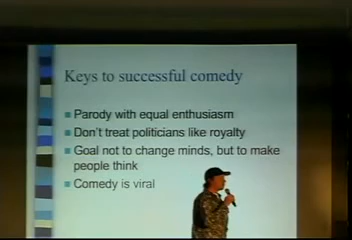 Keys to successful comedy
Parody with equal enthusiasm
Don't treat politicians like royalty
Goal not to change minds, but to make
people think
Comedy is viral